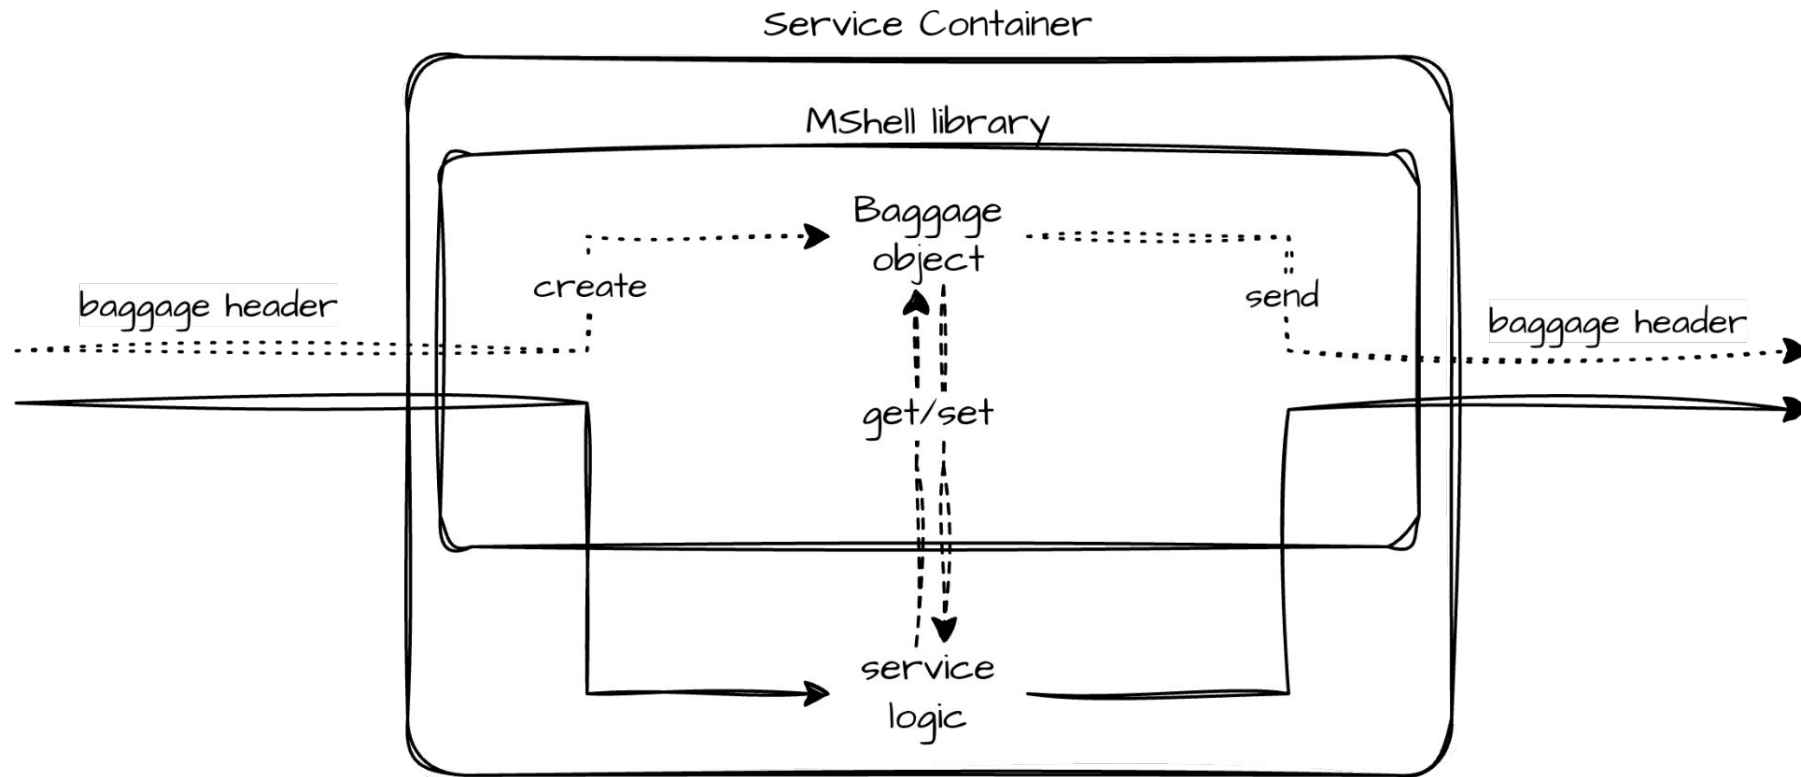 Service Container
MShell library
Baggage
object
create
send
baggage header
baggage header
get/set
service
logic